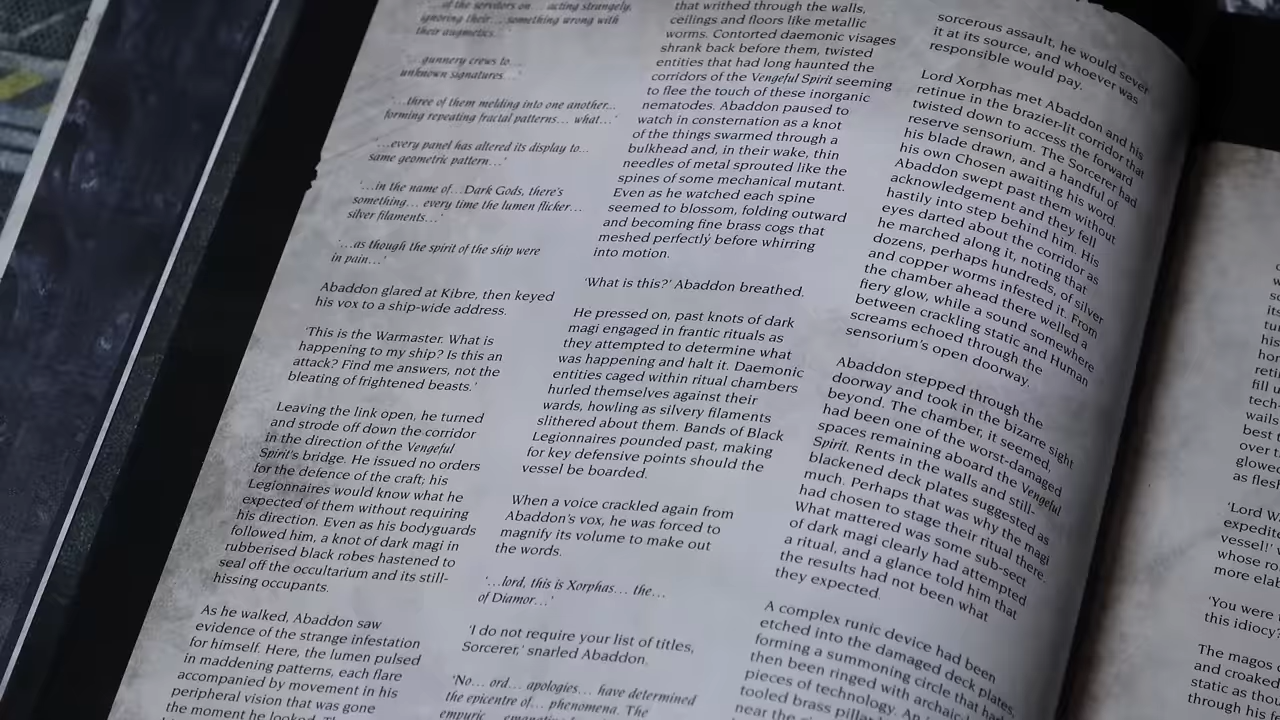 …of the servitors on… acting strangely,
ignoring their… something wrong with
their augmetics…'
gunnery crews to…
unknown signatures…'
'…three of them melding into one another…
forming repeating fractal patterns… what…'
'…every panel has altered its display to…
same geometric pattern…'
'…in the name of…Dark Gods, there's
something… every time the lumen flicker…
silver filaments…'
'…as though the spirit of the ship were
in pain…'
Abaddon glared at Kibre, then keyed
his vox to a ship-wide address.
'This is the Warmaster. What is
happening to my ship? Is this an
attack? Find me answers, not the
bleating of frightened beasts.'
Leaving the link open, he turned
and strode off down the corridor
in the direction of the Vengeful
Spirit's bridge. He issued no orders
for the defence of the craft; his
Legionnaires would know what he
expected of them without requiring
his direction. Even as his bodyguards
followed him, a knot of dark magi in
rubberised black robes hastened to
seal off the occultarium and its still-
hissing occupants.
As he walked, Abaddon saw
evidence of the strange infestation
for himself. Here, the lumen pulsed
in maddening patterns, each flare
accompanied by movement in his
peripheral vision that was gone
the moment he looked. The
that writhed through the walls,
ceilings and floors like metallic
worms. Contorted daemonic visages
shrank back before them, twisted
entities that had long haunted the
corridors of the Vengeful Spirit seeming
to flee the touch of these inorganic
nematodes. Abaddon paused to
watch in consternation as a knot
of the things swarmed through a
bulkhead and, in their wake, thin
needles of metal sprouted like the
spines of some mechanical mutant.
Even as he watched each spine
seemed to blossom, folding outward
and becoming fine brass cogs that
meshed perfectly before whirring
into motion.
'What is this?' Abaddon breathed.
He pressed on, past knots of dark
magi engaged in frantic rituals as
they attempted to determine what
was happening and halt it. Daemonic
entities caged within ritual chambers
hurled themselves against their
wards, howling as silvery filaments
slithered about them. Bands of Black
Legionnaires pounded past, making
for key defensive points should the
vessel be boarded.
When a voice crackled again from
Abaddon's vox, he was forced to
magnify its volume to make out
the words.
'…lord, this is Xorphas… the…
of Diamor…'
'I do not require your list of titles,
Sorcerer,' snarled Abaddon.
'No… ord… apologies… have determined
the epicentre of… phenomena. The
empyric… emanating
sorcerous assault, he would sever
it at its source, and whoever was
responsible would pay.
Lord Xorphas met Abaddon and his
retinue in the brazier-lit corridor that
twisted down to access the forward
reserve sensorium. The Sorcerer had
his blade drawn, and a handful of
his own Chosen awaiting his word.
Abaddon swept past them without
acknowledgement and they fell
hastily into step behind him. His
eyes darted about the corridor as
he marched along it, noting that
dozens, perhaps hundreds, of silver
and copper worms infested it. From
the chamber ahead there welled a
fiery glow, while a sound somewhere
between crackling static and Human
screams echoed through the
sensorium's open doorway.
Abaddon stepped through the
doorway and took in the bizarre sight
beyond. The chamber, it seemed,
had been one of the worst-damaged
spaces remaining aboard the Vengeful
Spirit. Rents in the walls and still-
blackened deck plates suggested as
much. Perhaps that was why the magi
had chosen to stage their ritual there.
What mattered was some sub-sect
of dark magi clearly had attempted
a ritual, and a glance told him that
the results had not been what
they expected.
A complex runic device had been
etched into the damaged deck plates,
forming a summoning circle that had
then been ringed with archaic
pieces of technology. An
tooled brass pillar
near the
his
fill
tech
wails
best
over t
glowe
as fles
'Lord W
expedite
vessel!'
whose ro
more elab
'You were
this idiocy?
The magos
and croaked
static as tho
through his